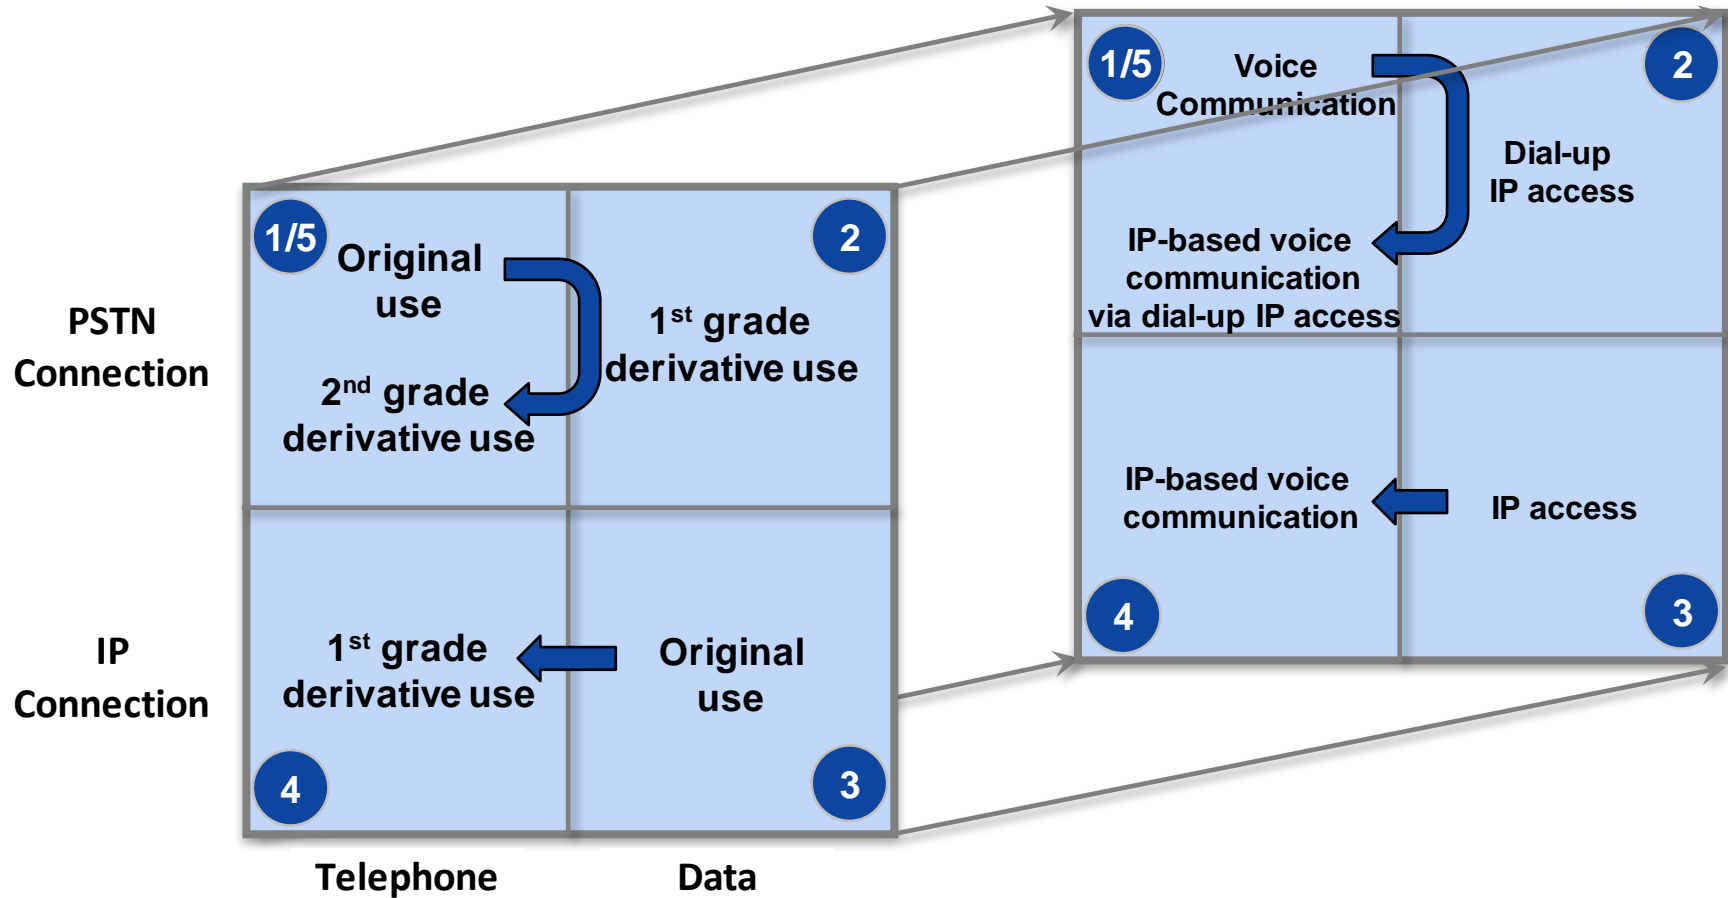 PSTN
Connection
IP
Connection
1/5
Original
use
2nd grade
derivative use
2
1st grade
derivative use
1st grade
derivative use
4
Original
use
3
Telephone
Data
1/5
Voice
Communication
IP-based voice
communication
via dial-up IP access
2
Dial-up
IP access
IP-based voice
communication
4
IP access
3